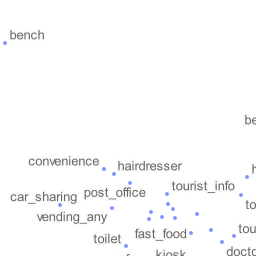 bench
be
convenience
hairdresser
h
car_sharing
post_office
tourist_info
to
vending_any
toilet
fast_food
tou
kiosk
docto